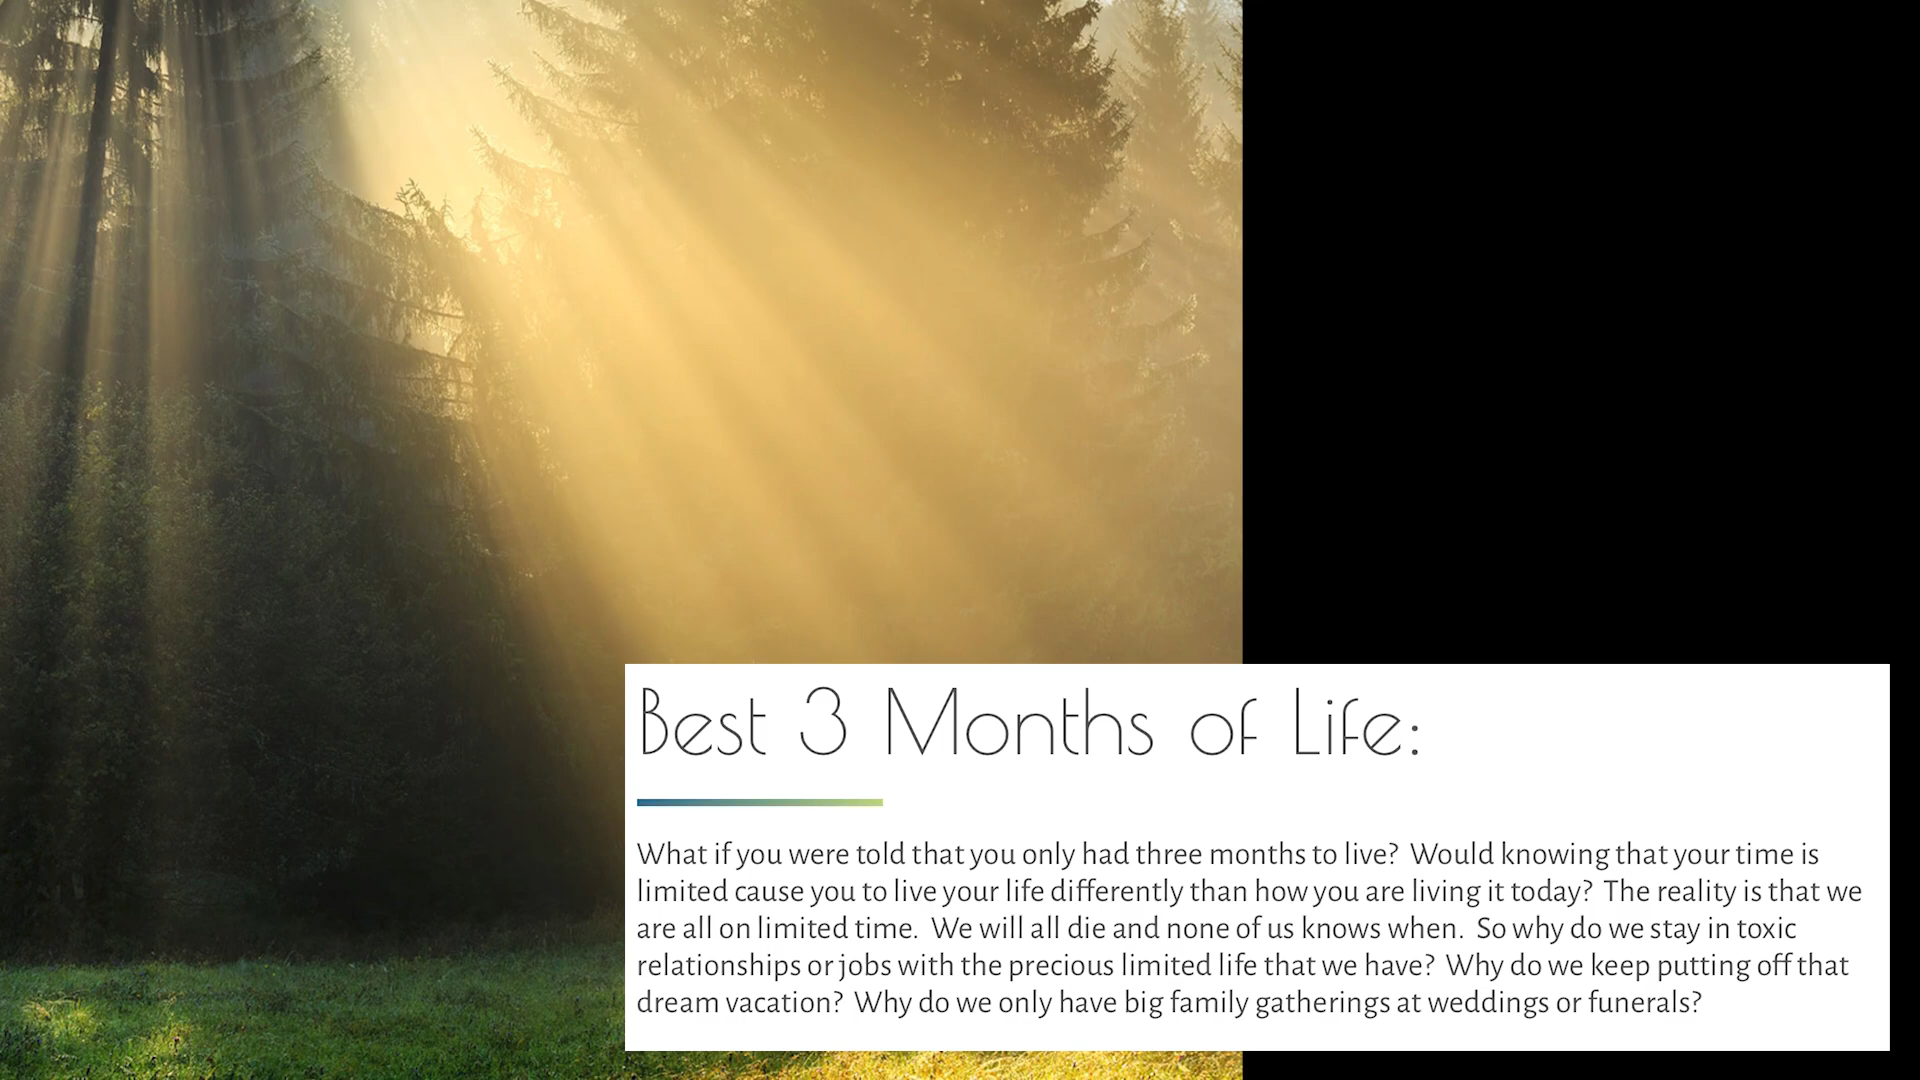 Best 3 Months of Life:
What if you were told that you only had three months to live?  Would knowing that your time is
limited cause you to live your life differently than how you are living it today?  The reality is that we
are all on limited time.  We will all die and none of us knows when.  So why do we stay in toxic
relationships or jobs with the precious limited life that we have?  Why do we keep putting off that
dream vacation?  Why do we only have big family gatherings at weddings or funerals?